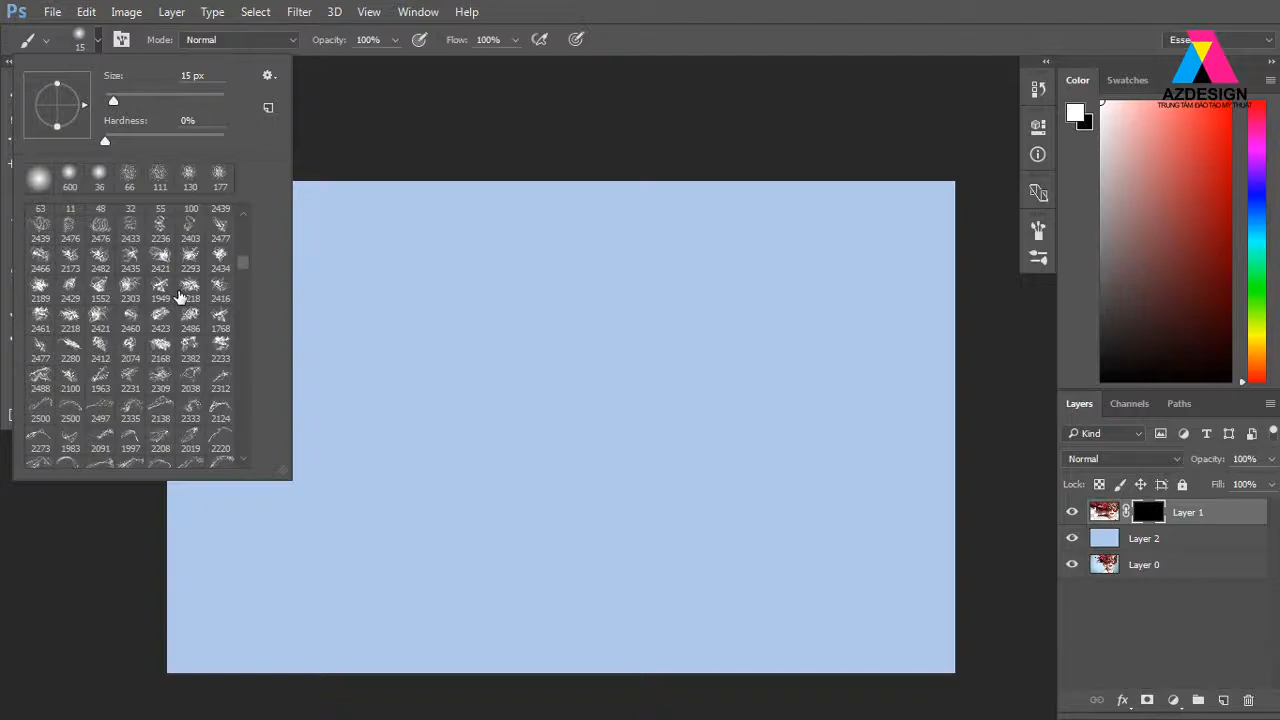 Ps File Edit Image Layer Type Select Filter 3D View Window Help
15 Mode: Normal Opacity: 100% Flow: 100%
AZDESIGN
TRUNG TÂM ĐÀO TẠO MỸ THUẬT
Size: 15 px
Hardness: 0%
600 36 66 111 130 177
63 11 48 32 55 100 2439
2439 2476 2476 2433 2236 2403 2477
2466 2173 2482 2435 2421 2293 2434
2189 2429 1552 2303 1949 2416
2461 2218 2421 2460 2423 2486 1768
2477 2280 2412 2074 2168 2382 2233
2488 2100 1963 2231 2309 2038 2312
2500 2500 2497 2335 2138 2333 2124
2273 1983 2091 1997 2208 2019 2220
Color Swatches
Layers Channels Paths
Kind
Normal Opacity: 100%
Lock: Fill: 100%
Layer 1
Layer 2
Layer 0
fx